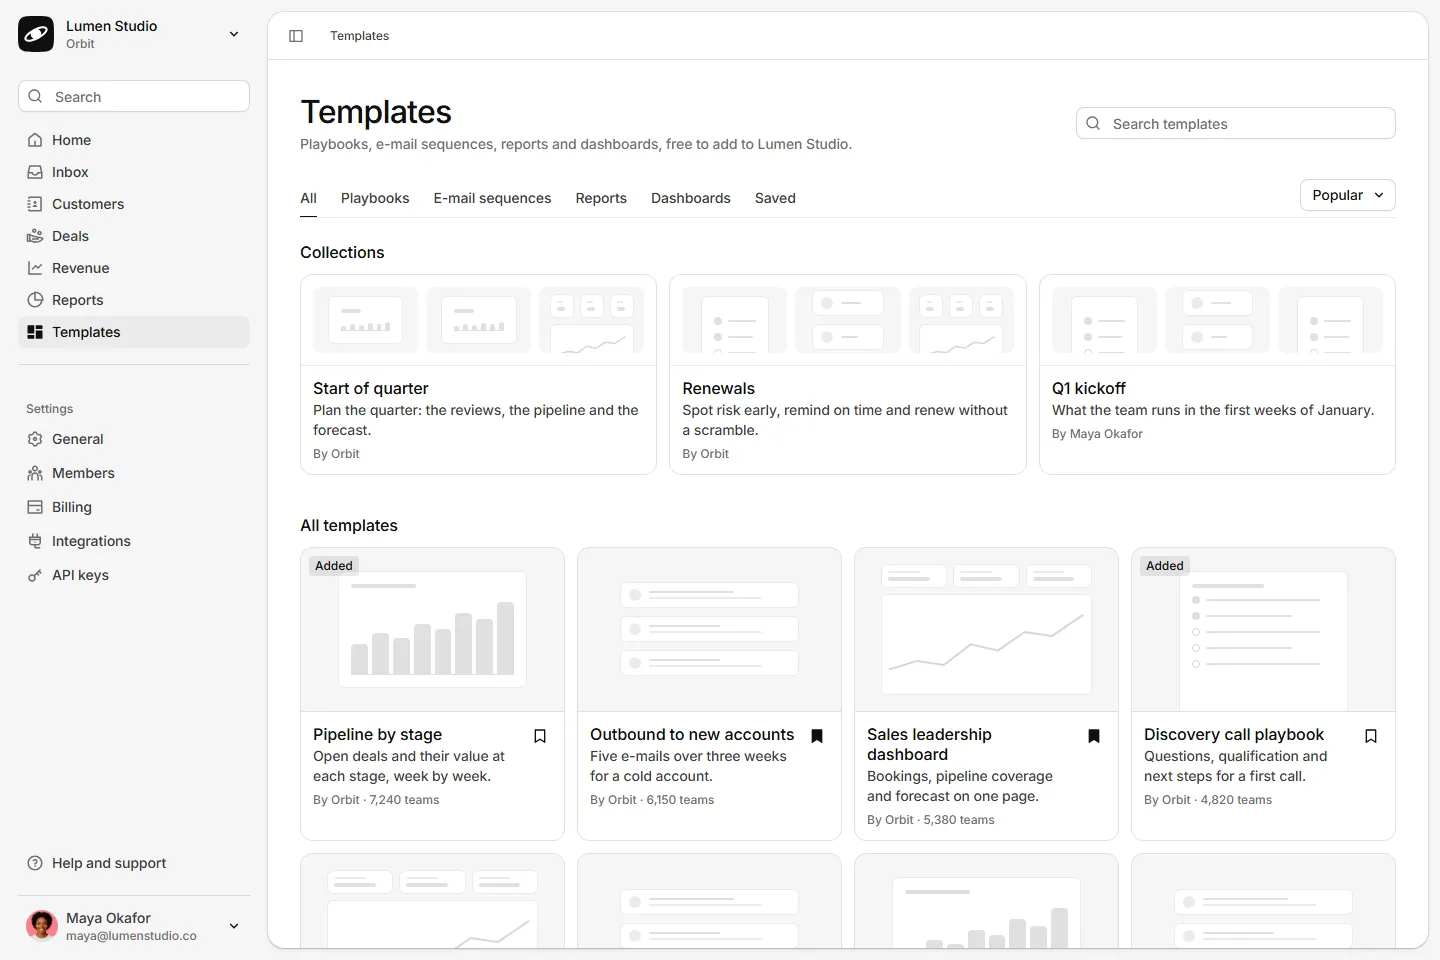 Lumen Studio
Orbit
Search
Home
Inbox
Customers
Deals
Revenue
Reports
Templates
Settings
General
Members
Billing
Integrations
API keys
Help and support
Maya Okafor
maya@lumenstudio.co
Templates
Templates
Playbooks, e-mail sequences, reports and dashboards, free to add to Lumen Studio.
Search templates
All
Playbooks
E-mail sequences
Reports
Dashboards
Saved
Popular
Collections
Start of quarter
Plan the quarter: the reviews, the pipeline and the
forecast.
By Orbit
Renewals
Spot risk early, remind on time and renew without
a scramble.
By Orbit
Q1 kickoff
What the team runs in the first weeks of January.
By Maya Okafor
All templates
Added
Pipeline by stage
Open deals and their value at
each stage, week by week.
By Orbit · 7,240 teams
Outbound to new accounts
Five e-mails over three weeks
for a cold account.
By Orbit · 6,150 teams
Sales leadership
dashboard
Bookings, pipeline coverage
and forecast on one page.
By Orbit · 5,380 teams
Added
Discovery call playbook
Questions, qualification and
next steps for a first call.
By Orbit · 4,820 teams